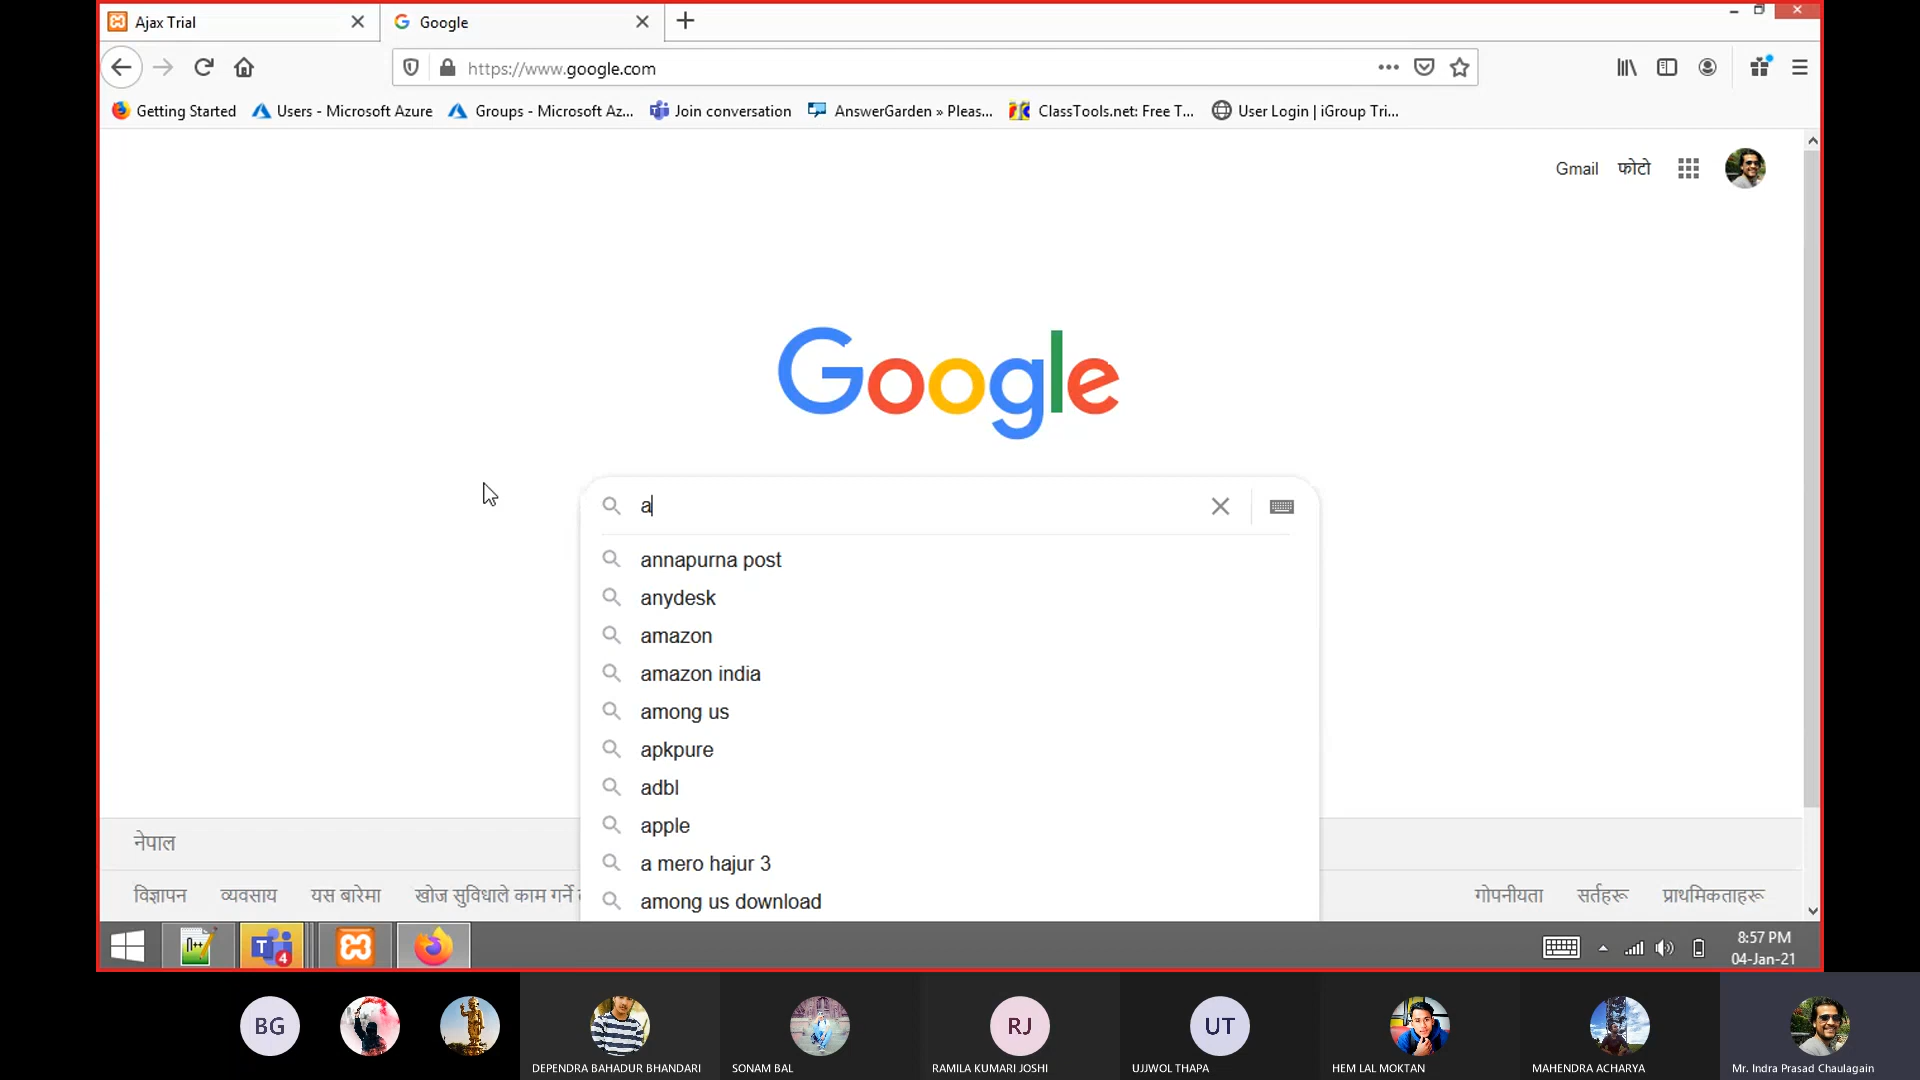 Ajax Trial
Google
https://www.google.com
Getting Started
Users - Microsoft Azure
Groups - Microsoft Az...
Join conversation
AnswerGarden » Pleas...
ClassTools.net: Free T...
User Login | iGroup Tri...
Gmail
फोटो
Google
a
annapurna post
anydesk
amazon
amazon india
among us
apkpure
adbl
apple
a mero hajur 3
among us download
नेपाल
विज्ञापन
व्यवसाय
यस बारेमा
खोज सुविधाले काम गर्ने
गोपनीयता
सर्तहरू
प्राथमिकताहरू
n++
T
4
8:57 PM
04-Jan-21
BG
RJ
UT
DEPENDRA BAHADUR BHANDARI
SONAM BAL
RAMILA KUMARI JOSHI
UJJWOL THAPA
HEM LAL MOKTAN
MAHENDRA ACHARYA
Mr. Indra Prasad Chaulagain